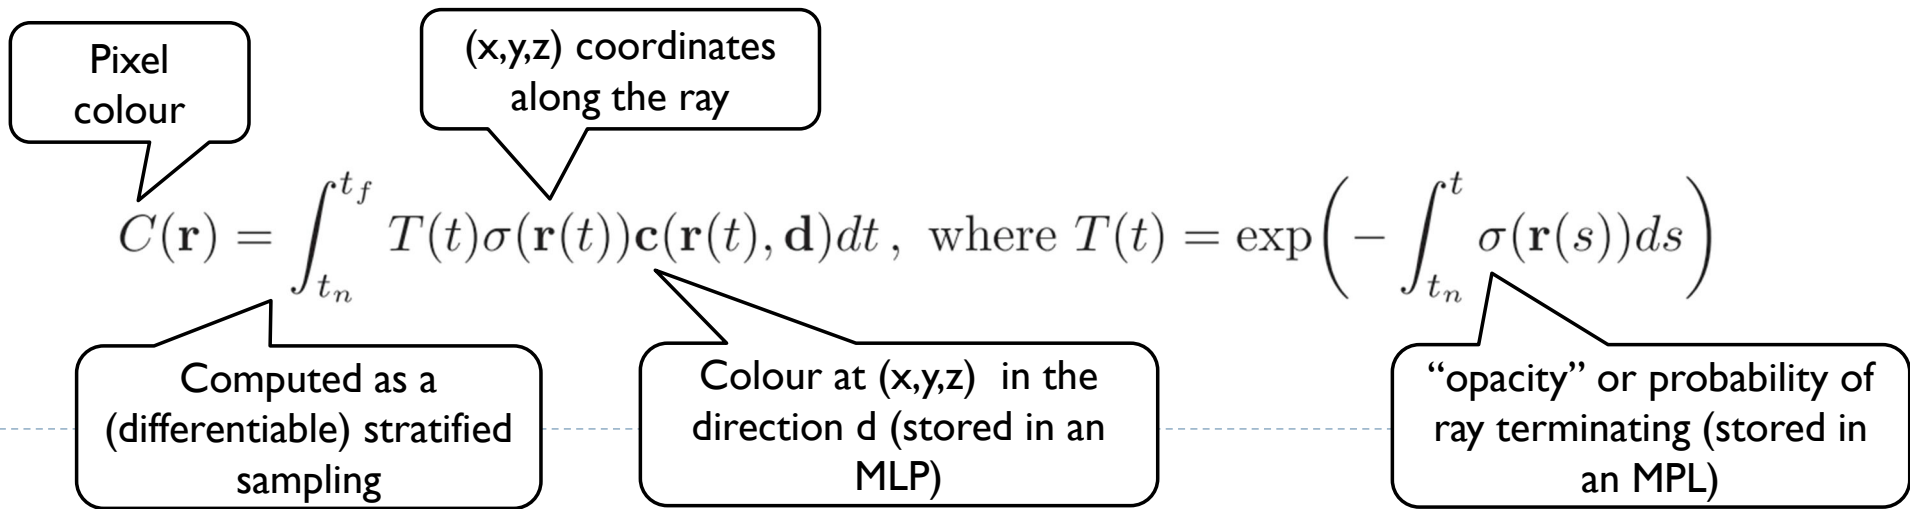 Pixel
colour
(x,y,z) coordinates
along the ray
C(r) = ∫_{t_n}^{t_f} T(t)σ(r(t))c(r(t), d)dt , where T(t) = exp(− ∫_{t_n}^{t} σ(r(s))ds)
Computed as a
(differentiable) stratified
sampling
Colour at (x,y,z) in the
direction d (stored in an
MLP)
“opacity” or probability of
ray terminating (stored in
an MPL)